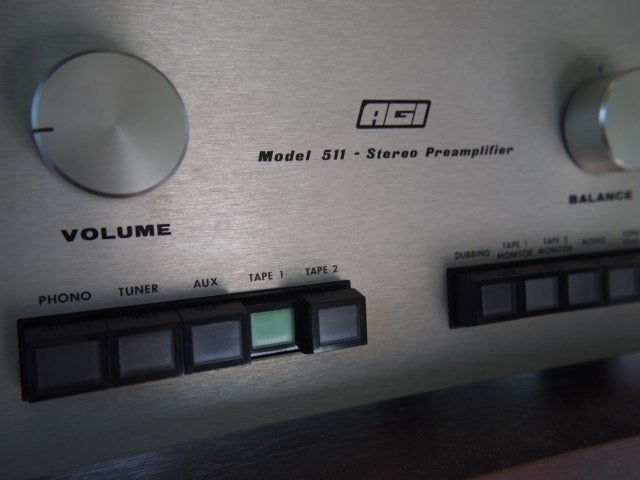 AGI
Model 511 - Stereo Preamplifier
VOLUME
BALANCE
PHONO TUNER AUX TAPE 1 TAPE 2
DUBBING TAPE 1 MONITOR TAPE 2 MONITOR MONO TONE